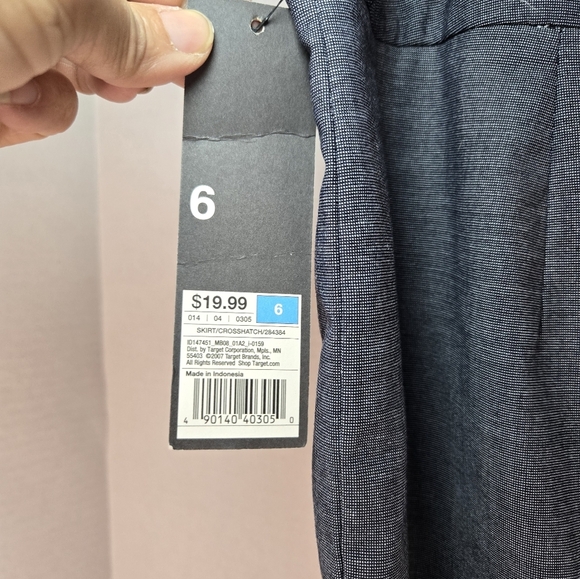 6
$19.99 6
014 | 04 | 0305
SKIRT/CROSSHATCH/284384
ID147451_MB08_01A2_i-0159
Dist. by Target Corporation, Mpls., MN
55403 ©2007 Target Brands, Inc.
All Rights Reserved Shop Target.com
Made in Indonesia
4 90140 40305 0